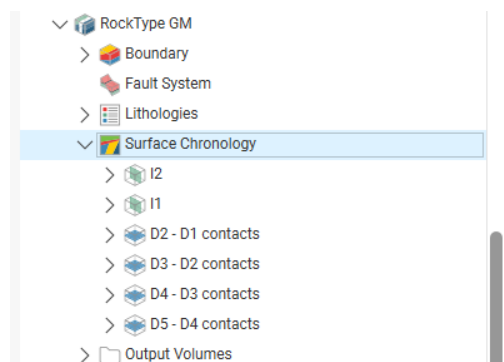 RockType GM
Boundary
Fault System
Lithologies
Surface Chronology
I2
I1
D2 - D1 contacts
D3 - D2 contacts
D4 - D3 contacts
D5 - D4 contacts
Output Volumes